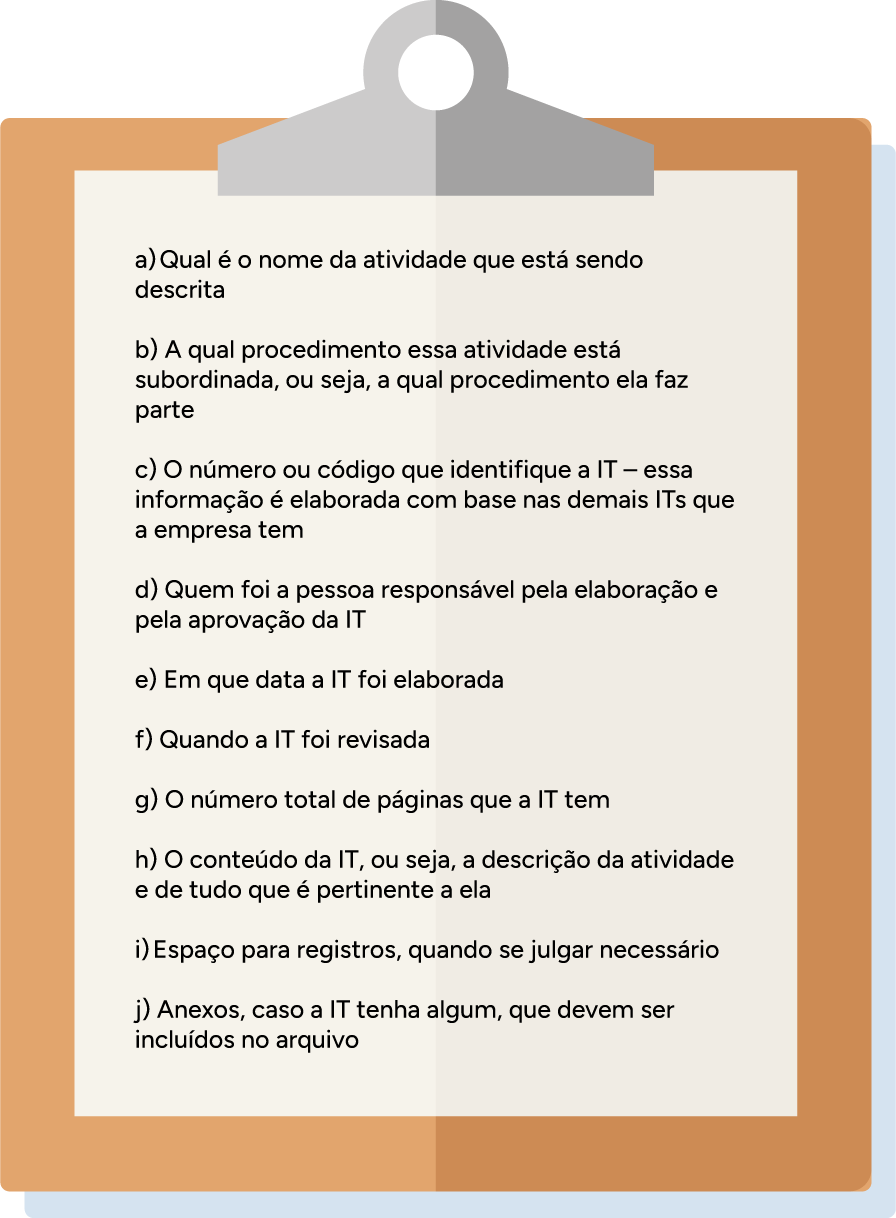 a) Qual é o nome da atividade que está sendo
descrita
b) A qual procedimento essa atividade está
subordinada, ou seja, a qual procedimento ela faz
parte
c) O número ou código que identifique a IT – essa
informação é elaborada com base nas demais ITs que
a empresa tem
d) Quem foi a pessoa responsável pela elaboração e
pela aprovação da IT
e) Em que data a IT foi elaborada
f) Quando a IT foi revisada
g) O número total de páginas que a IT tem
h) O conteúdo da IT, ou seja, a descrição da atividade
e de tudo que é pertinente a ela
i) Espaço para registros, quando se julgar necessário
j) Anexos, caso a IT tenha algum, que devem ser
incluídos no arquivo